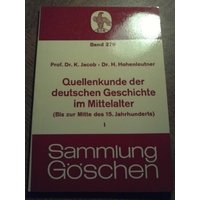 Band 279
Prof. Dr. K. Jacob - Dr. H. Hohenleutner
Quellenkunde der
deutschen Geschichte
im Mittelalter
(Bis zur Mitte des 15. Jahrhunderts)
I
Sammlung
Göschen